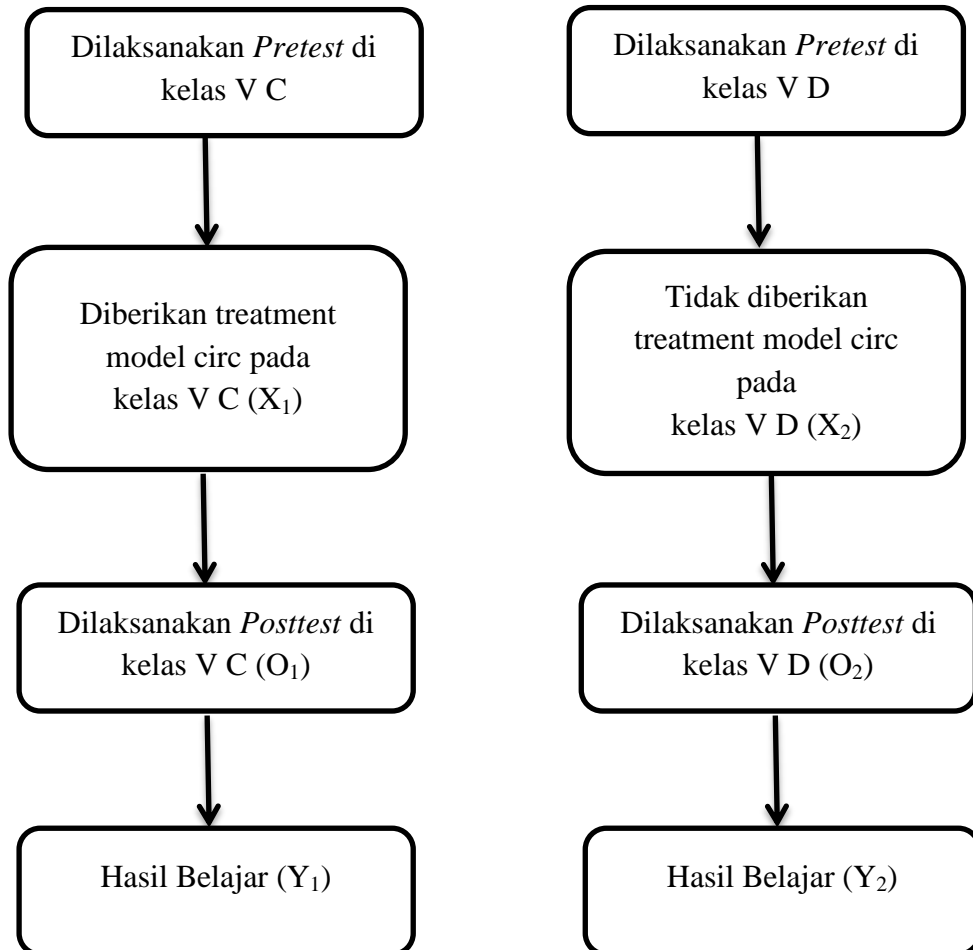 Dilaksanakan Pretest di
kelas V C
Dilaksanakan Pretest di
kelas V D
Diberikan treatment
model circ pada
kelas V C (X₁)
Tidak diberikan
treatment model circ
pada
kelas V D (X₂)
Dilaksanakan Posttest di
kelas V C (O₁)
Dilaksanakan Posttest di
kelas V D (O₂)
Hasil Belajar (Y₁)
Hasil Belajar (Y₂)